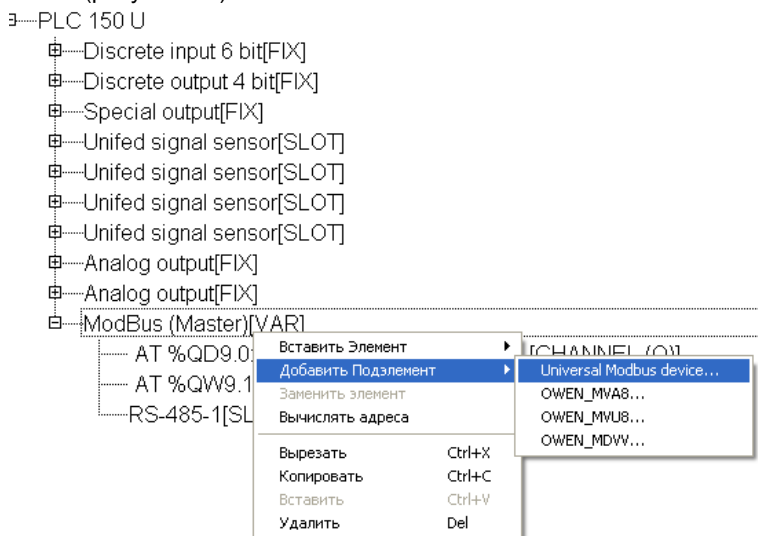 PLC 150 U
Discrete input 6 bit[FIX]
Discrete output 4 bit[FIX]
Special output[FIX]
Unifed signal sensor[SLOT]
Unifed signal sensor[SLOT]
Unifed signal sensor[SLOT]
Unifed signal sensor[SLOT]
Analog output[FIX]
Analog output[FIX]
ModBus (Master)[VAR]
AT %QD9.0:
AT %QW9.1
RS-485-1[SL
Вставить Элемент
Добавить Подэлемент
Заменить элемент
Вычислять адреса
Вырезать Ctrl+X
Копировать Ctrl+C
Вставить Ctrl+V
Удалить Del
[CHANNEL (Q)]
Universal Modbus device...
OWEN_MVA8...
OWEN_MVU8...
OWEN_MDVV...